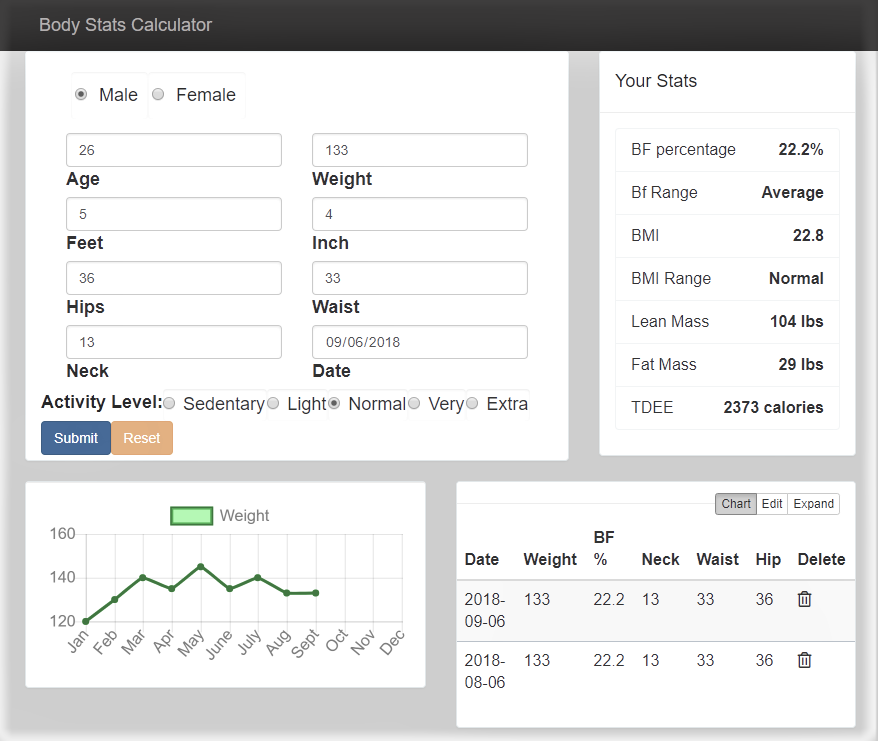 Body Stats Calculator
Male Female
26 133
Age Weight
5 4
Feet Inch
36 33
Hips Waist
13 09/06/2018
Neck Date
Activity Level: Sedentary Light Normal Very Extra
Submit Reset
Your Stats
BF percentage 22.2%
Bf Range Average
BMI 22.8
BMI Range Normal
Lean Mass 104 lbs
Fat Mass 29 lbs
TDEE 2373 calories
Weight
160
140
120
Jan Feb Mar Apr May June July Aug Sept Oct Nov Dec
Chart Edit Expand
BF
Date Weight % Neck Waist Hip Delete
2018- 133 22.2 13 33 36
09-06
2018- 133 22.2 13 33 36
08-06